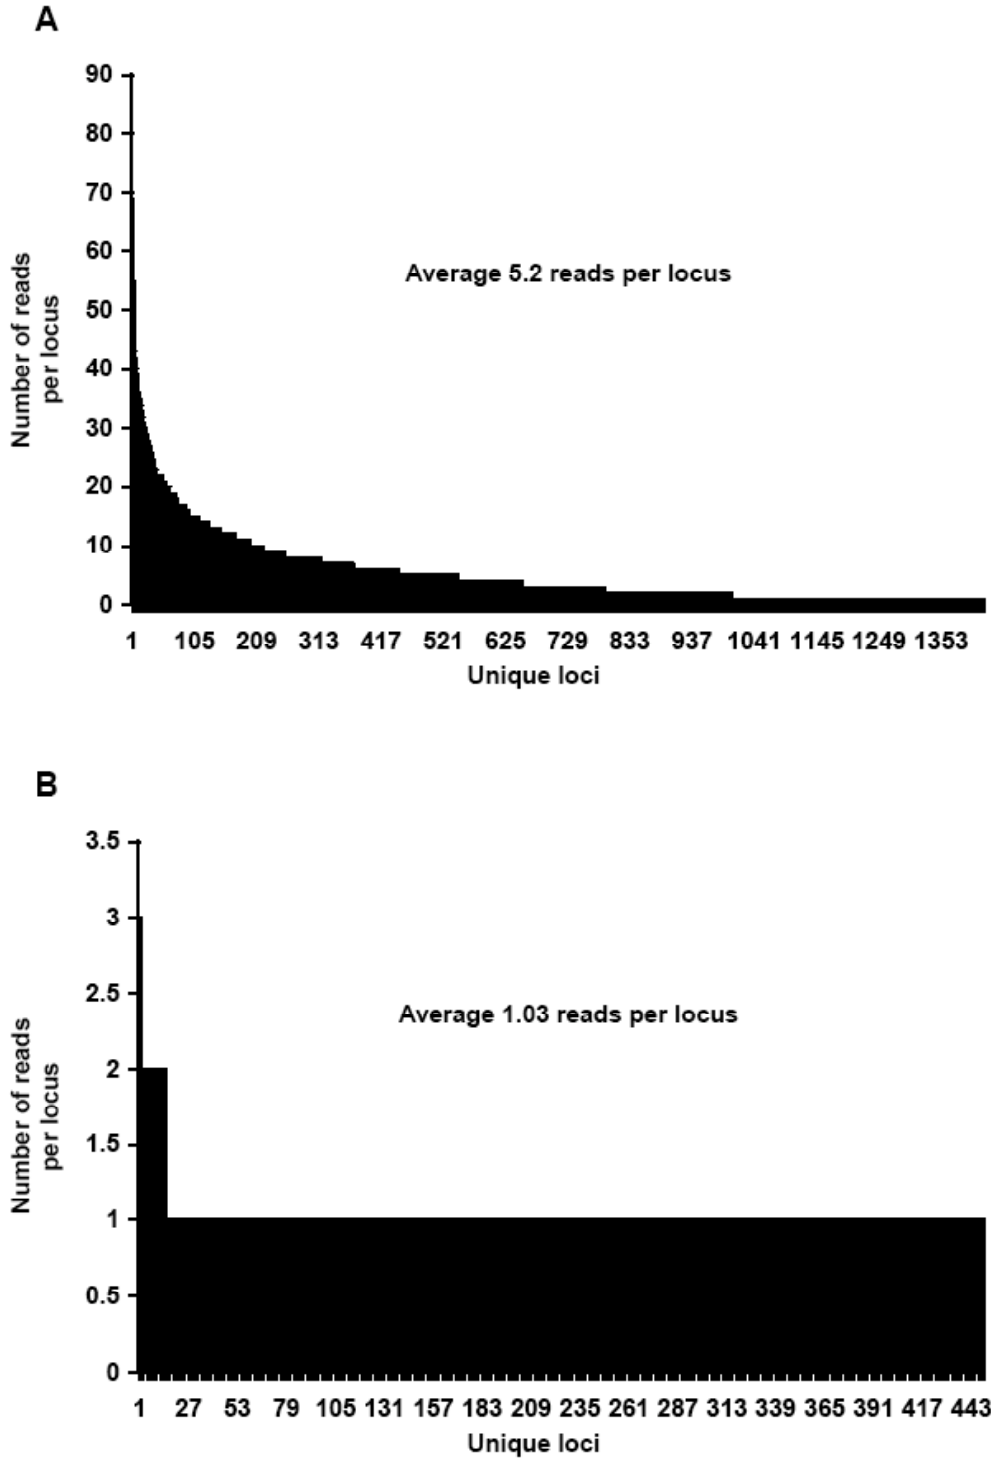 A
90
80
70
60
50
40
30
20
10
0
Number of reads
per locus
Average 5.2 reads per locus
1 105 209 313 417 521 625 729 833 937 1041 1145 1249 1353
Unique loci
B
3.5
3
2.5
2
1.5
1
0.5
0
Number of reads
per locus
Average 1.03 reads per locus
1 27 53 79 105 131 157 183 209 235 261 287 313 339 365 391 417 443
Unique loci